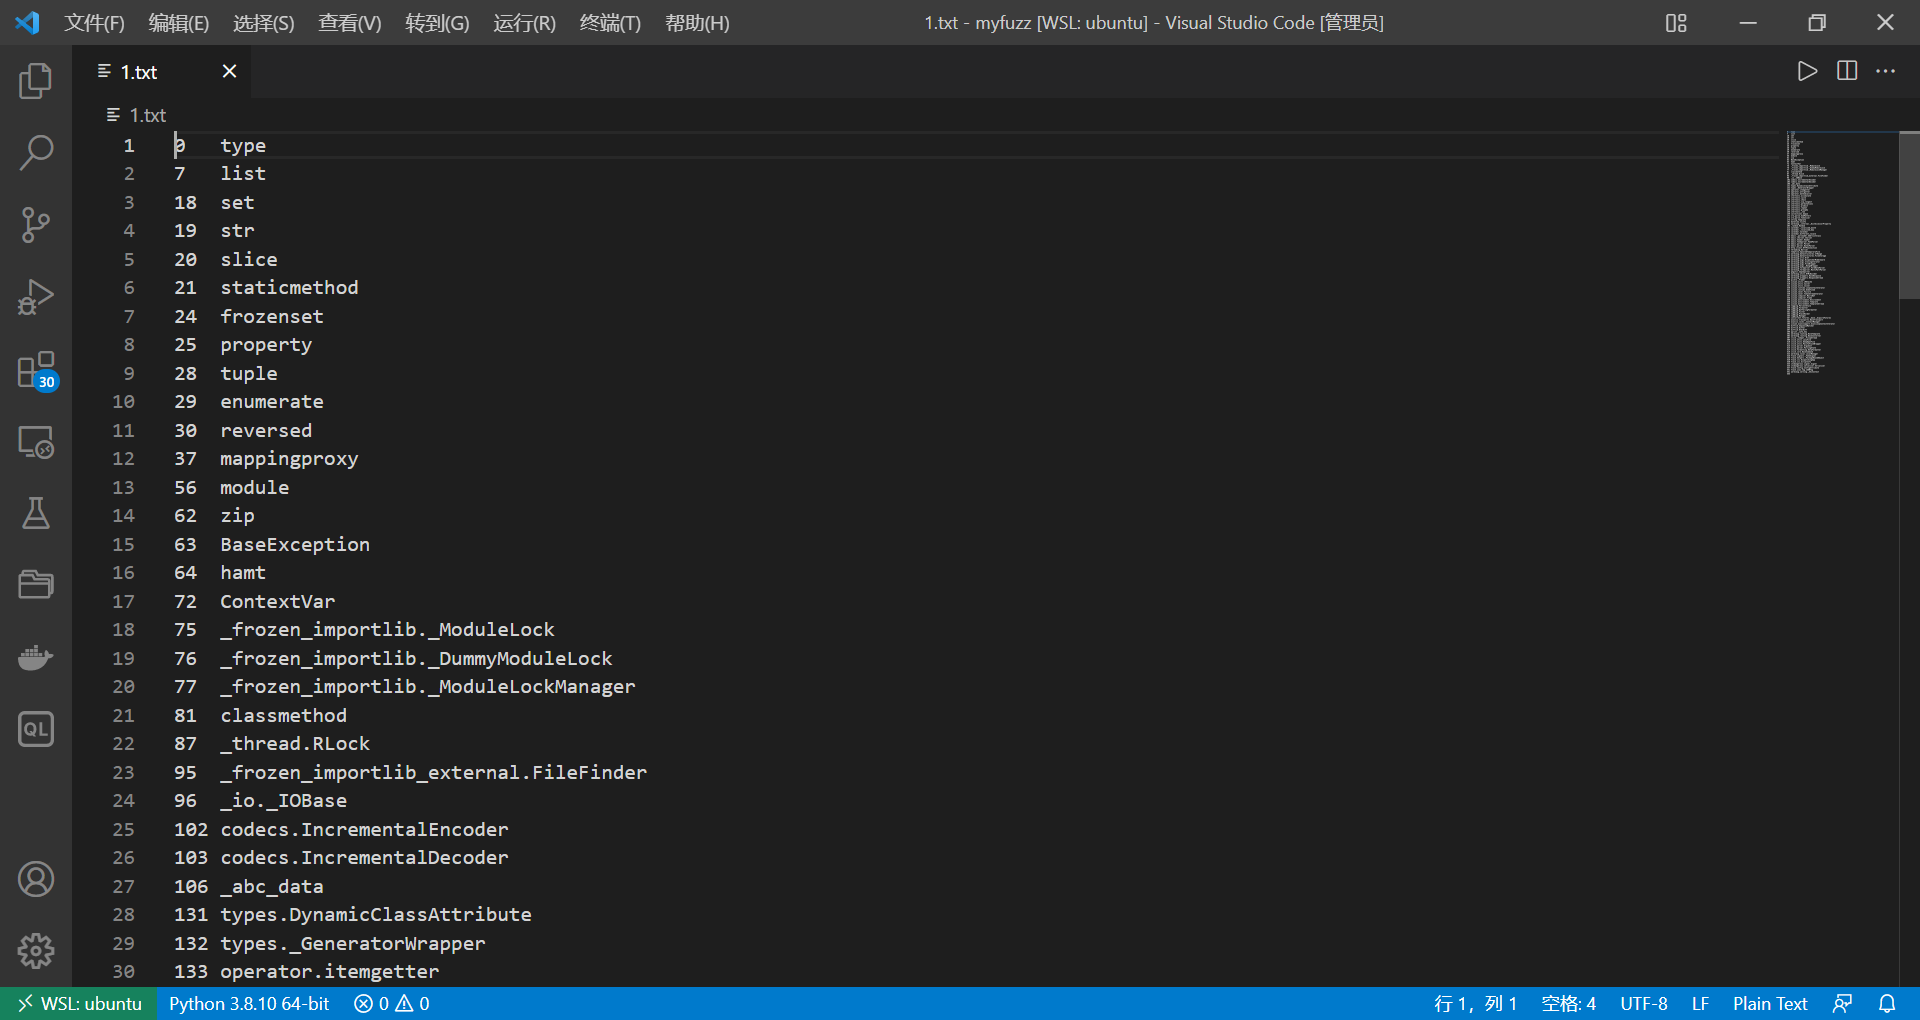 文件(F) 编辑(E) 选择(S) 查看(V) 转到(G) 运行(R) 终端(T) 帮助(H) 1.txt - myfuzz [WSL: ubuntu] - Visual Studio Code [管理员]
1.txt
1.txt
1 0 type
2 7 list
3 18 set
4 19 str
5 20 slice
6 21 staticmethod
7 24 frozenset
8 25 property
9 28 tuple
10 29 enumerate
11 30 reversed
12 37 mappingproxy
13 56 module
14 62 zip
15 63 BaseException
16 64 hamt
17 72 ContextVar
18 75 _frozen_importlib._ModuleLock
19 76 _frozen_importlib._DummyModuleLock
20 77 _frozen_importlib._ModuleLockManager
21 81 classmethod
22 87 _thread.RLock
23 95 _frozen_importlib_external.FileFinder
24 96 _io._IOBase
25 102 codecs.IncrementalEncoder
26 103 codecs.IncrementalDecoder
27 106 _abc_data
28 131 types.DynamicClassAttribute
29 132 types._GeneratorWrapper
30 133 operator.itemgetter
30
QL
WSL: ubuntu Python 3.8.10 64-bit 0 0 行 1，列 1 空格: 4 UTF-8 LF Plain Text